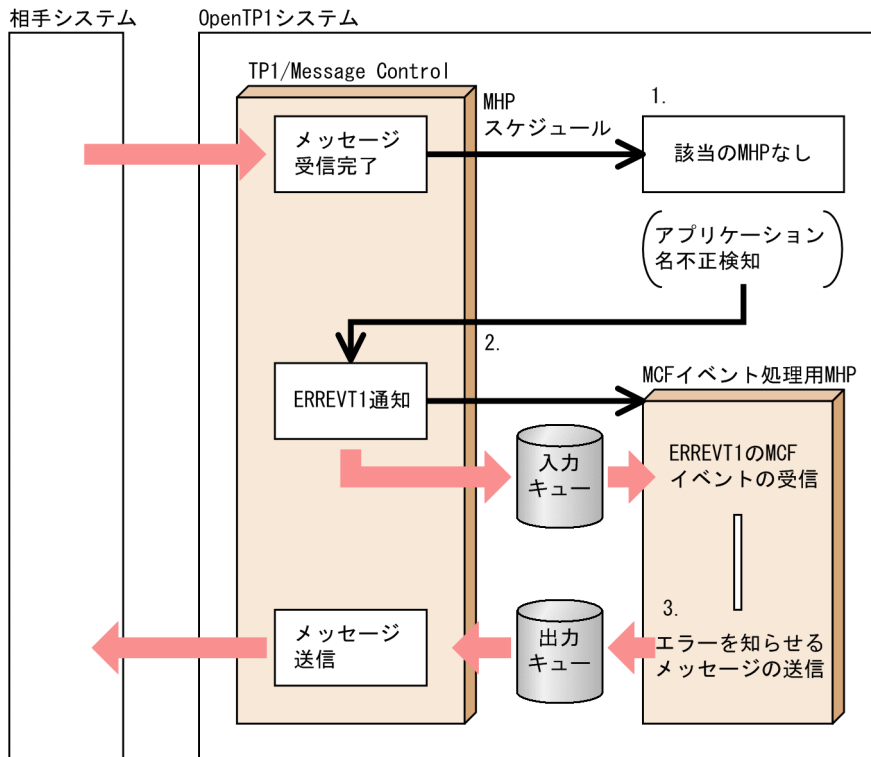 相手システム
OpenTP1システム
TP1/Message Control
MHP
スケジュール
1.
メッセージ
受信完了
該当のMHPなし
アプリケーション
名不正検知
2.
ERREVT1通知
MCFイベント処理用MHP
入力
キュー
ERREVT1のMCF
イベントの受信
3.
メッセージ
送信
出力
キュー
エラーを知らせる
メッセージの送信